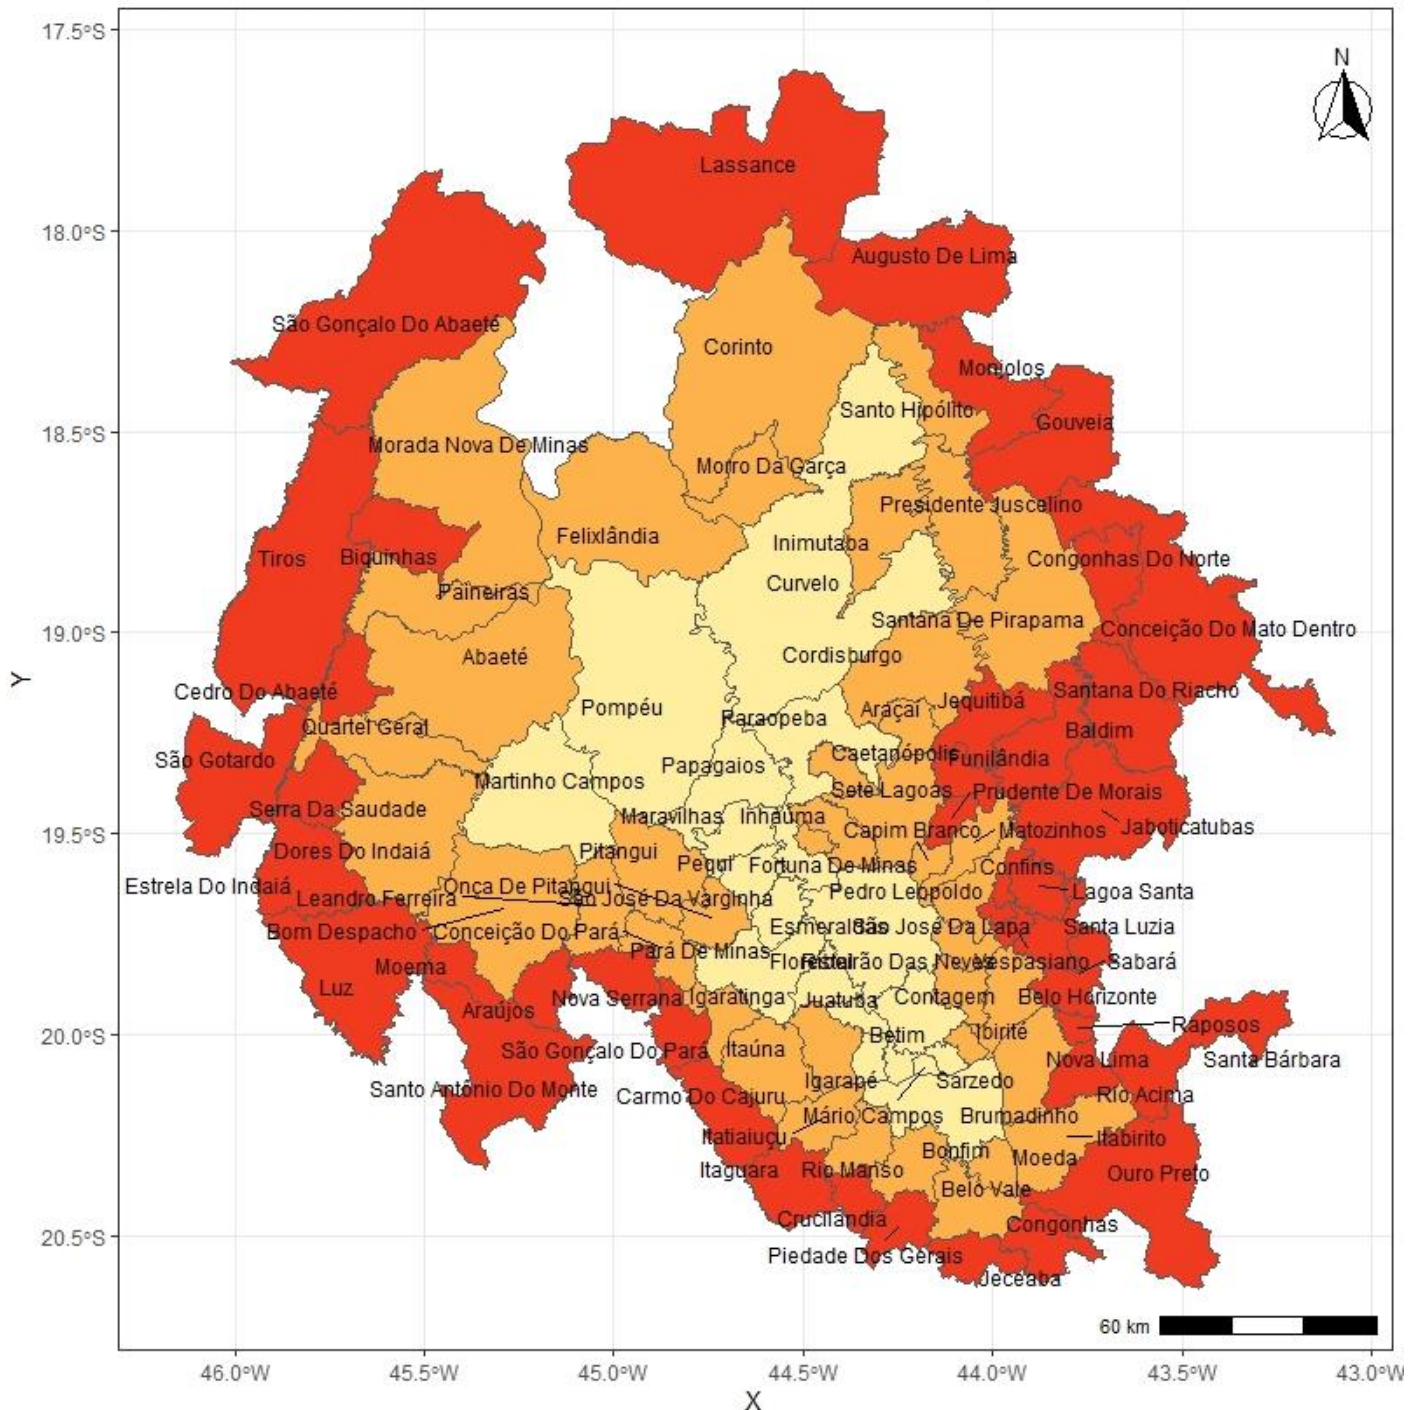 17.5°S
N
Lassance
18.0°S
Augusto De Lima
São Gonçalo Do Abaeté
Corinto
Monjolos
Santo Hipólito
Gouveia
18.5°S
Morada Nova De Minas
Morro Da Garça
Presidente Juscelino
Felixlândia
Inimutaba
Tiros
Biquinhas
Congonhas Do Norte
Curvelo
Paineiras
Santana De Pirapama
19.0°S
Conceição Do Mato Dentro
Abaeté
Cordisburgo
Y
Cedro Do Abaeté
Santana Do Riacho
Jequitibá
Pompéu
Araçaí
Paraopeba
Quartel Geral
Baldim
São Gotardo
Caetanópolis
Funilândia
Papagaios
Martinho Campos
Sete Lagoas
Prudente De Morais
Serra Da Saudade
Maravilhas
Inhaúma
Jaboticatubas
19.5°S
Capim Branco
Matozinhos
Dores Do Indaiá
Pitangui
Pequi
Fortuna De Minas
Confins
Estrela Do Indaiá
Onça De Pitangui
Pedro Leopoldo
Lagoa Santa
Leandro Ferreira
São José Da Varginha
Esmeraldas
São José Da Lapa
Santa Luzia
Bom Despacho
Conceição Do Pará
Pará De Minas
Florestal
Ribeirão Das Neves
Vespasiano
Sabará
Moema
Luz
Nova Serrana
Igaratinga
Juatuba
Contagem
Belo Horizonte
Araújos
20.0°S
Betim
Ibirité
Raposos
São Gonçalo Do Pará
Itaúna
Nova Lima
Santa Bárbara
Santo Antônio Do Monte
Carmo Do Cajuru
Igarapé
Sarzedo
Rio Acima
Mário Campos
Brumadinho
Itatiaiuçu
Itabirito
Bonfim
Moeda
Itaguara
Rio Manso
Ouro Preto
Belo Vale
Crucilândia
Congonhas
20.5°S
Piedade Dos Gerais
Jeceaba
60 km
46.0°W
45.5°W
45.0°W
44.5°W
44.0°W
43.5°W
43.0°W
X